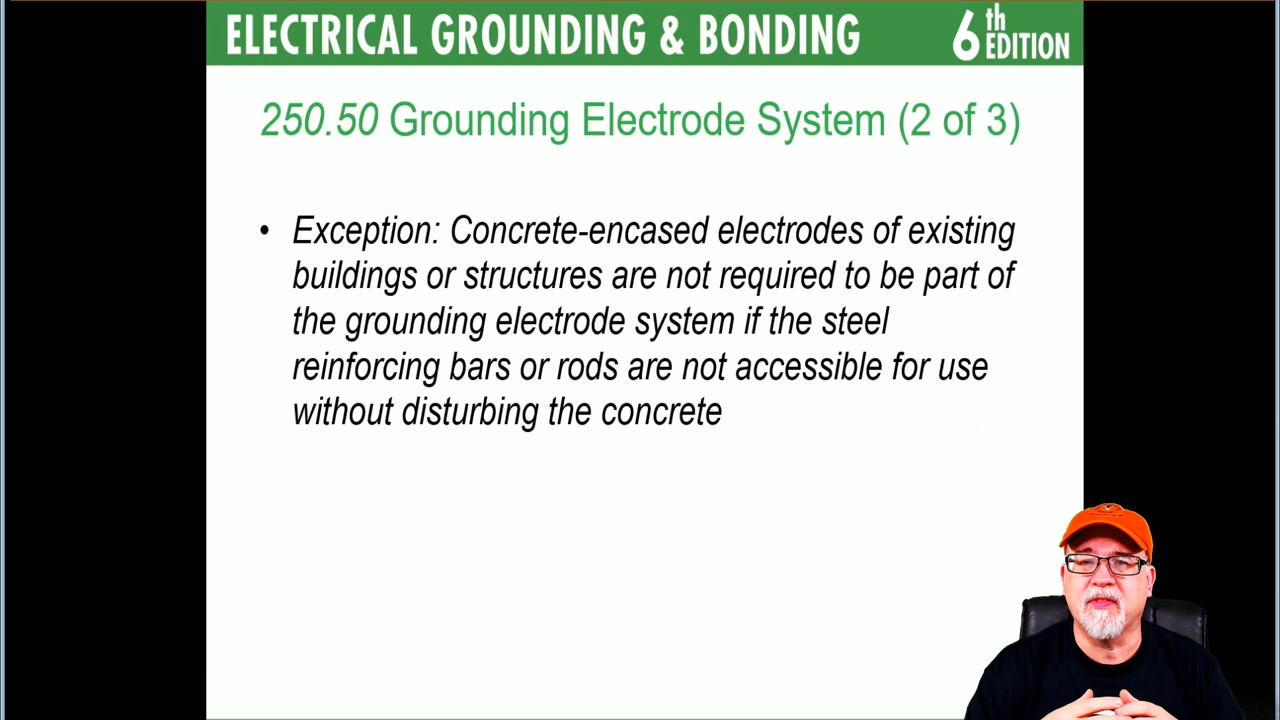 ELECTRICAL GROUNDING & BONDING
6th EDITION
250.50 Grounding Electrode System (2 of 3)
• Exception: Concrete-encased electrodes of existing
buildings or structures are not required to be part of
the grounding electrode system if the steel
reinforcing bars or rods are not accessible for use
without disturbing the concrete